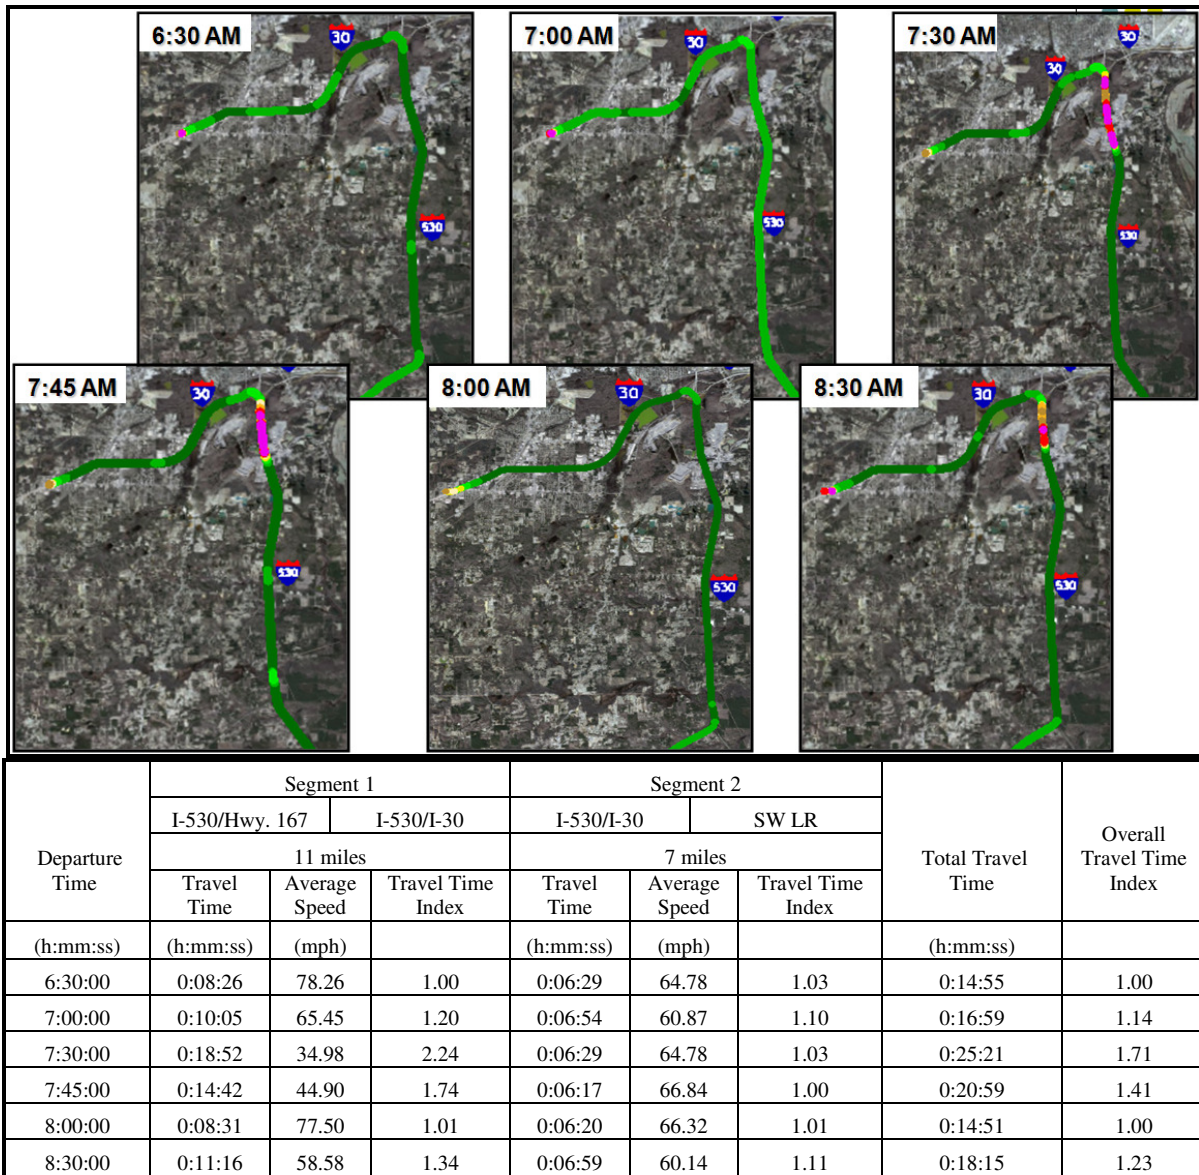 6:30 AM
30
530
7:00 AM
30
530
7:30 AM
30
30
530
7:45 AM
30
530
8:00 AM
30
530
8:30 AM
30
530
Departure Time
Segment 1
Segment 2
Total Travel Time
Overall Travel Time Index
I-530/Hwy. 167
I-530/I-30
I-530/I-30
SW LR
11 miles
7 miles
Travel Time
Average Speed
Travel Time Index
Travel Time
Average Speed
Travel Time Index
(h:mm:ss) (h:mm:ss) (mph) (h:mm:ss) (mph) (h:mm:ss)
6:30:00 0:08:26 78.26 1.00 0:06:29 64.78 1.03 0:14:55 1.00
7:00:00 0:10:05 65.45 1.20 0:06:54 60.87 1.10 0:16:59 1.14
7:30:00 0:18:52 34.98 2.24 0:06:29 64.78 1.03 0:25:21 1.71
7:45:00 0:14:42 44.90 1.74 0:06:17 66.84 1.00 0:20:59 1.41
8:00:00 0:08:31 77.50 1.01 0:06:20 66.32 1.01 0:14:51 1.00
8:30:00 0:11:16 58.58 1.34 0:06:59 60.14 1.11 0:18:15 1.23